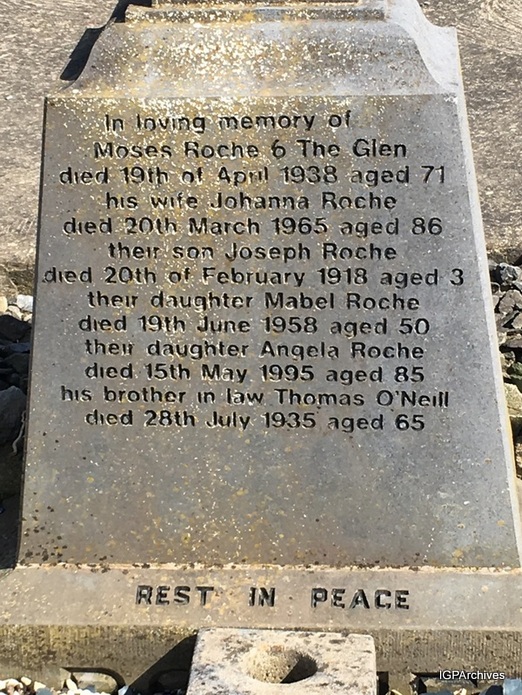 In loving memory of
Moses Roche 6 The Glen
died 19th of April 1938 aged 71
his wife Johanna Roche
died 20th March 1965 aged 86
their son Joseph Roche
died 20th of February 1918 aged 3
their daughter Mabel Roche
died 19th June 1958 aged 50
their daughter Angela Roche
died 15th May 1995 aged 85
his brother in law Thomas O'Neill
died 28th July 1935 aged 65
REST IN PEACE
IGPArchives